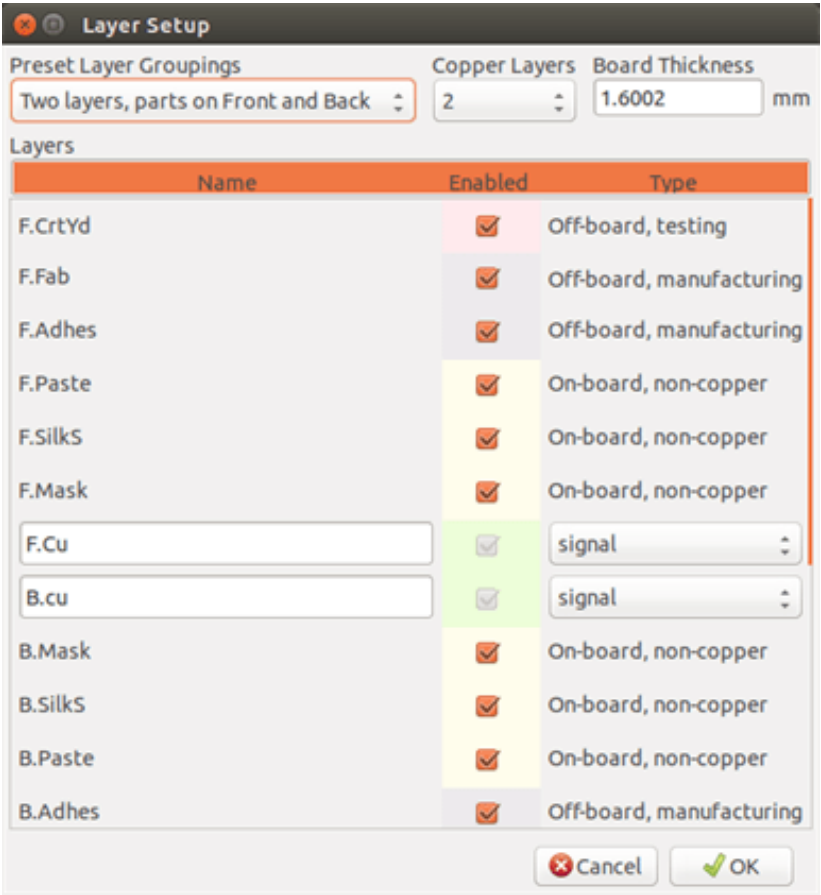 Layer Setup
Preset Layer Groupings Copper Layers Board Thickness
Two layers, parts on Front and Back 2 1.6002 mm
Layers
Name Enabled Type
F.CrtYd Off-board, testing
F.Fab Off-board, manufacturing
F.Adhes Off-board, manufacturing
F.Paste On-board, non-copper
F.SilkS On-board, non-copper
F.Mask On-board, non-copper
F.Cu signal
B.cu signal
B.Mask On-board, non-copper
B.SilkS On-board, non-copper
B.Paste On-board, non-copper
B.Adhes Off-board, manufacturing
Cancel OK